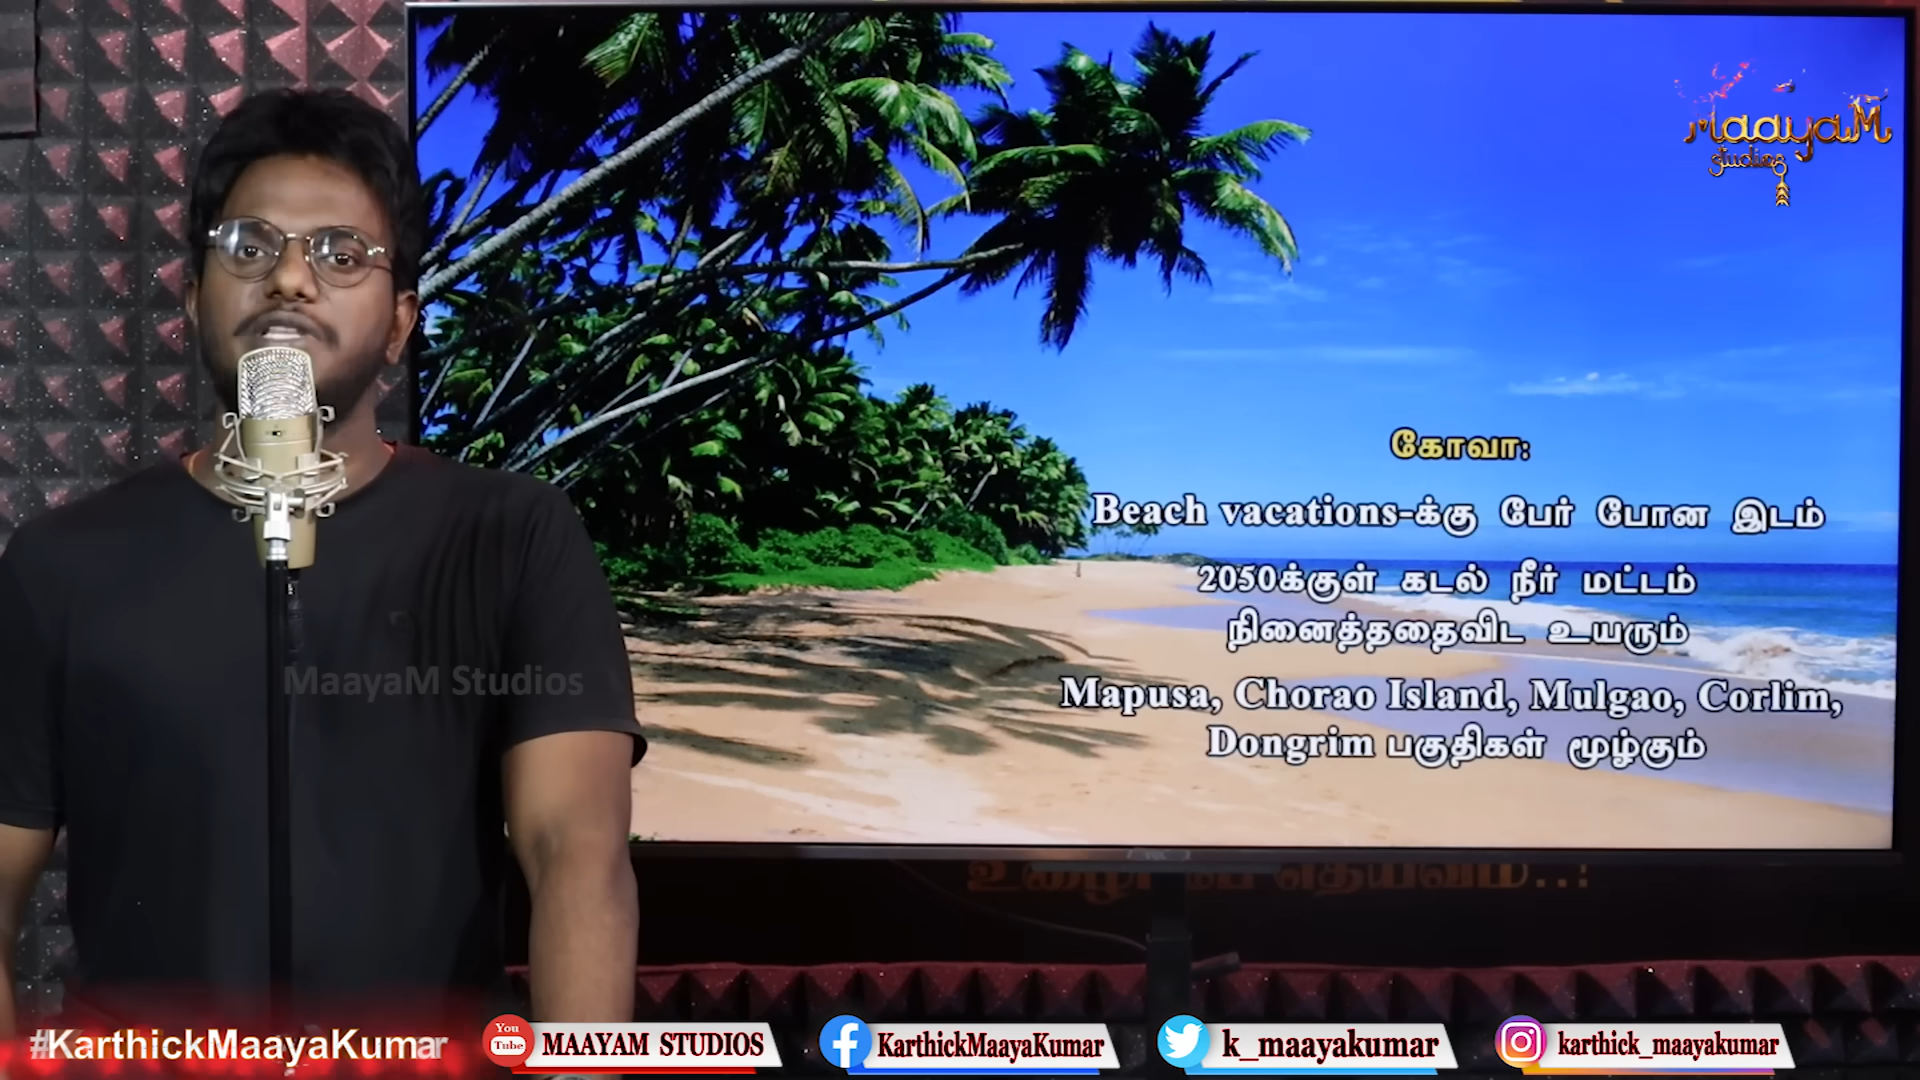 MaayaM
studios
கோவா:
Beach vacations-க்கு பேர் போன இடம்
2050க்குள் கடல் நீர் மட்டம்
நினைத்ததைவிட உயரும்
Mapusa, Chorao Island, Mulgao, Corlim,
Dongrim பகுதிகள் மூழ்கும்
MaayaM Studios
#KarthickMaayaKumar
You
Tube
MAAYAM STUDIOS
KarthickMaayaKumar
k_maayakumar
karthick_maayakumar